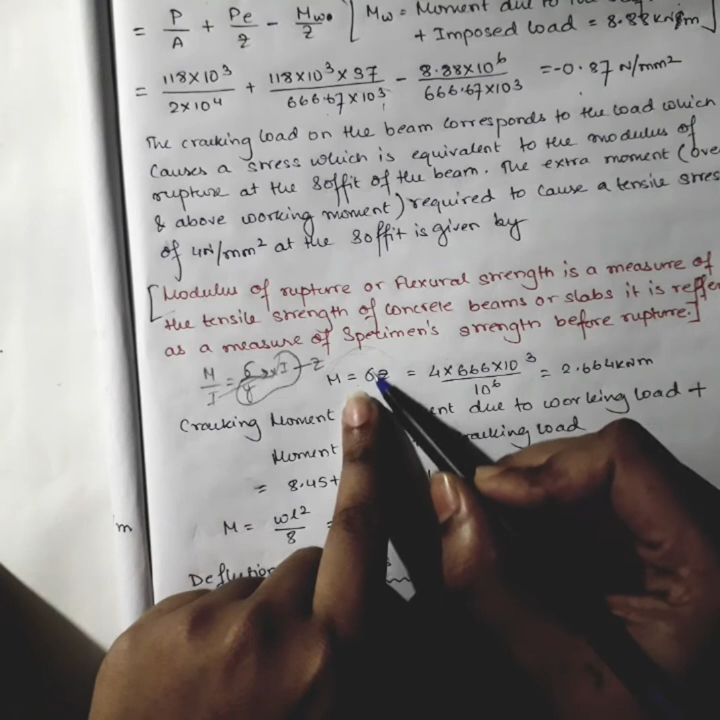 = P/A + Pe/Z - Mw/Z [Mw = Moment due to
+ Imposed load = 8.88 kNm]
= 118×10³/2×10⁴ + 118×10³×37/666.67×10³ - 8.88×10⁶/666.67×10³ = -0.87 N/mm²
The cracking load on the beam corresponds to the load which
causes a stress which is equivalent to the modulus of
rupture at the soffit of the beam. The extra moment (over
& above working moment) required to cause a tensile stress
of 4N/mm² at the soffit is given by
[Modulus of rupture or flexural strength is a measure of
the tensile strength of concrete beams or slabs it is
as a measure of Specimen's strength before rupture.]
M/I = σ/y × I → Z M = σz = 4×666×10³/10⁶ = 2.664 kNm
Cracking Moment due to working load +
Moment cracking load
= 8.45+
M = wl²/8 =
m